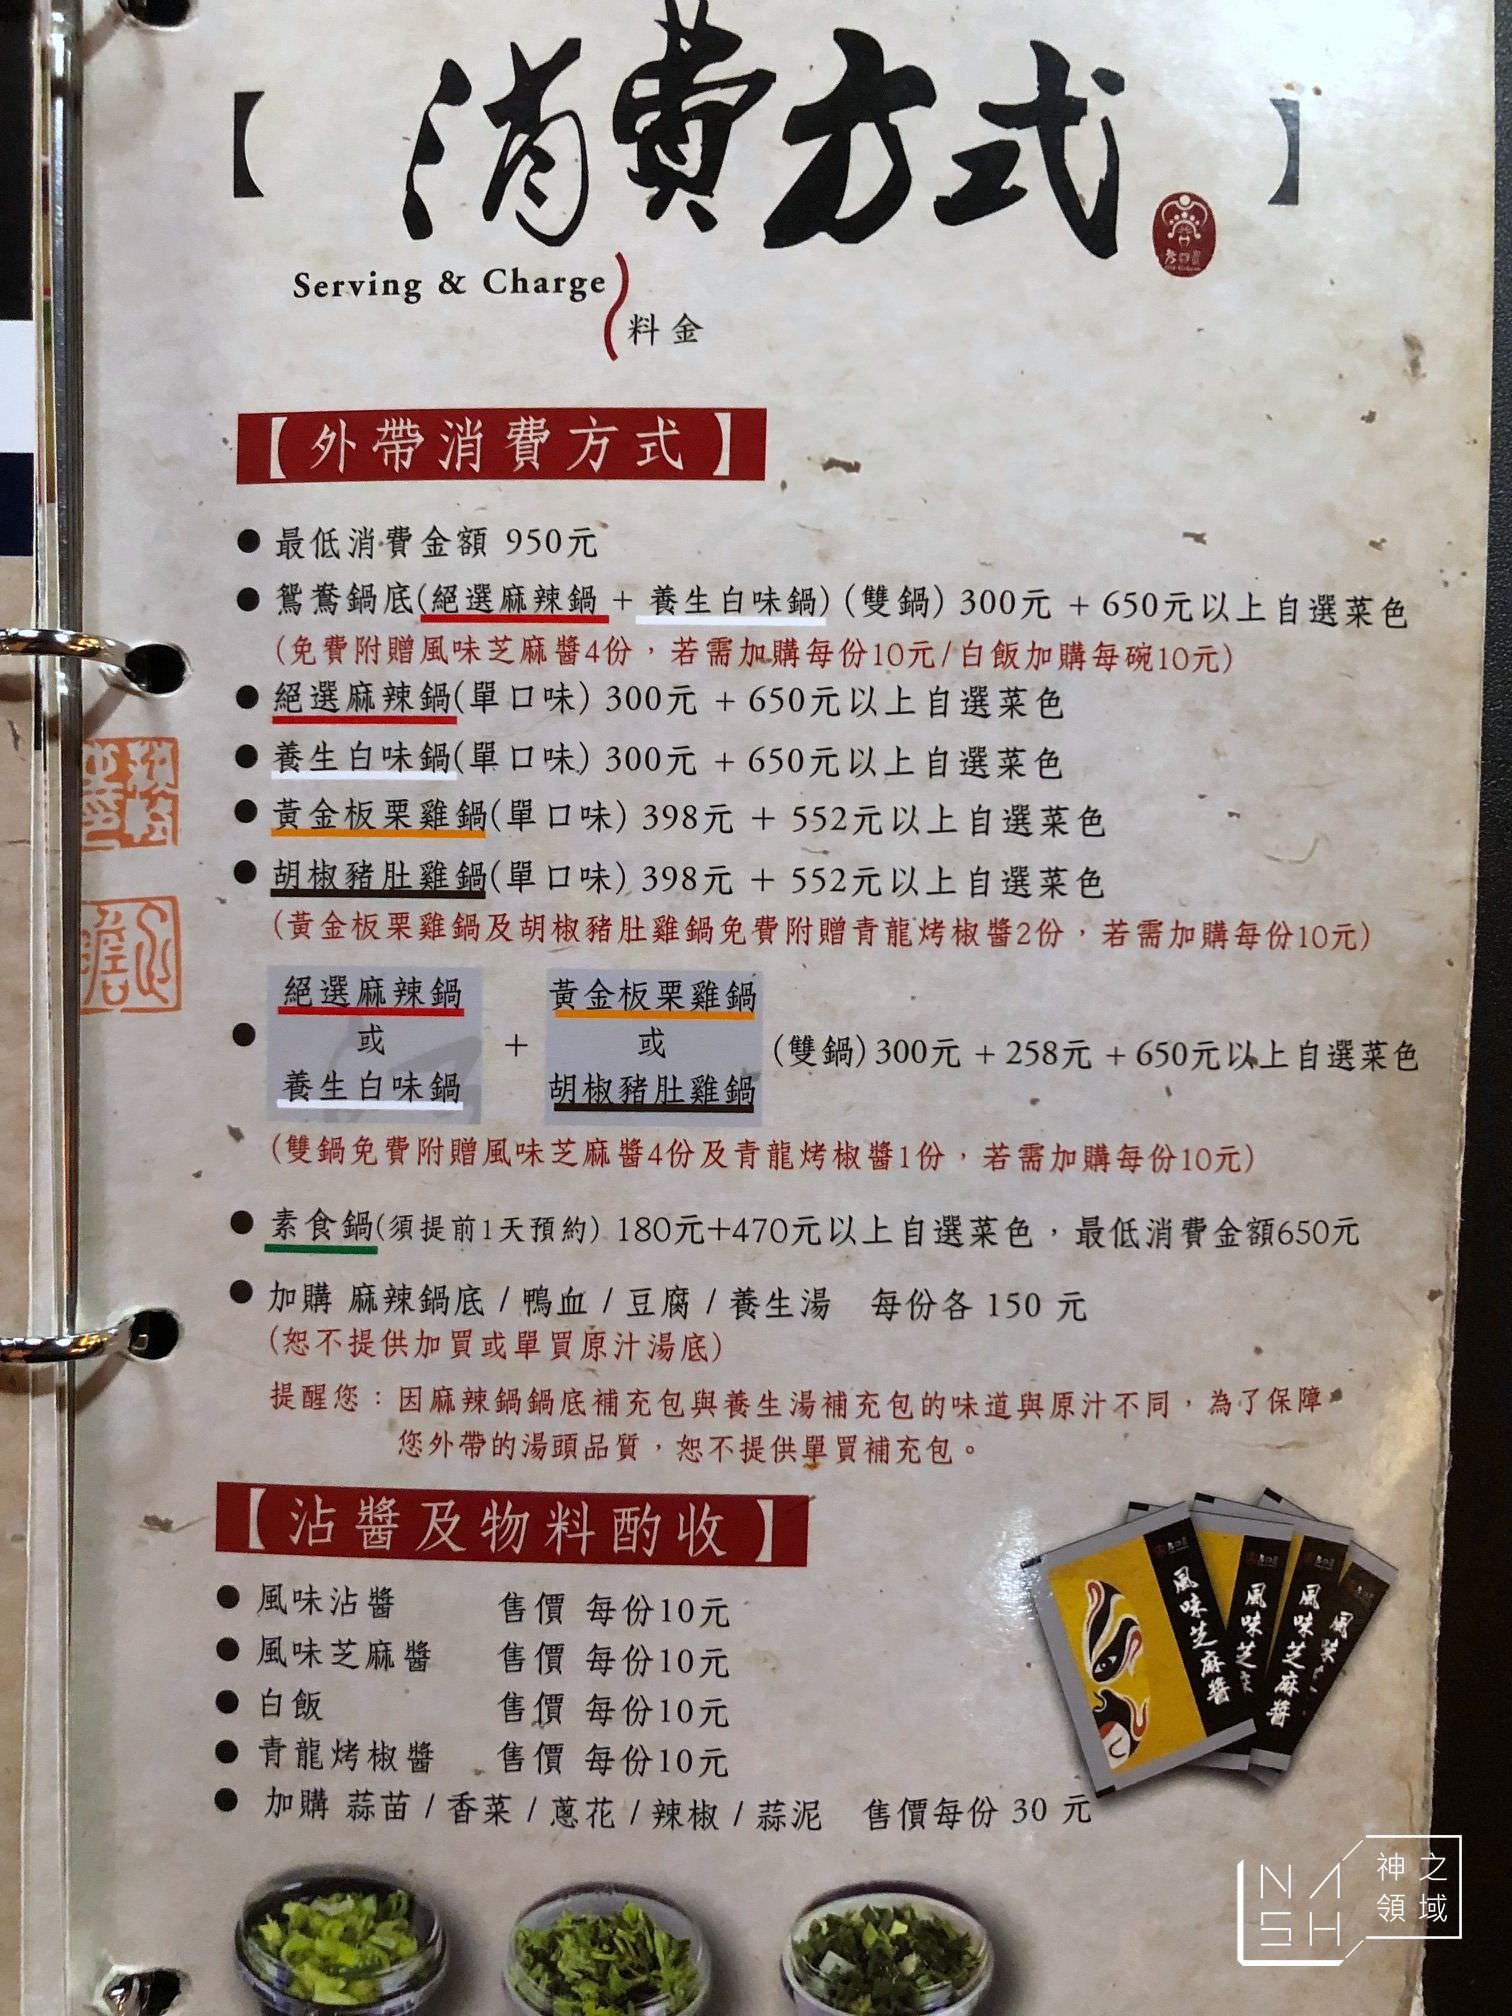 【消費方式】
Serving & Charge
料金
【外帶消費方式】
● 最低消費金額 950元
● 鴛鴦鍋底(絕選麻辣鍋 + 養生白味鍋) (雙鍋) 300元 + 650元以上自選菜色
(免費附贈風味芝麻醬4份，若需加購每份10元/白飯加購每碗10元)
● 絕選麻辣鍋(單口味) 300元 + 650元以上自選菜色
● 養生白味鍋(單口味) 300元 + 650元以上自選菜色
● 黃金板栗雞鍋(單口味) 398元 + 552元以上自選菜色
● 胡椒豬肚雞鍋(單口味) 398元 + 552元以上自選菜色
(黃金板栗雞鍋及胡椒豬肚雞鍋免費附贈青龍烤椒醬2份，若需加購每份10元)
絕選麻辣鍋 黃金板栗雞鍋
● 或 + 或 (雙鍋) 300元 + 258元 + 650元以上自選菜色
養生白味鍋 胡椒豬肚雞鍋
(雙鍋免費附贈風味芝麻醬4份及青龍烤椒醬1份，若需加購每份10元)
● 素食鍋(須提前1天預約) 180元+470元以上自選菜色，最低消費金額650元
● 加購 麻辣鍋底 / 鴨血 / 豆腐 / 養生湯 每份各 150 元
(恕不提供加買或單買原汁湯底)
提醒您：因麻辣鍋鍋底補充包與養生湯補充包的味道與原汁不同，為了保障
您外帶的湯頭品質，恕不提供單買補充包。
【沾醬及物料酌收】
● 風味沾醬 售價 每份10元
● 風味芝麻醬 售價 每份10元
● 白飯 售價 每份10元
● 青龍烤椒醬 售價 每份10元
● 加購 蒜苗 / 香菜 / 蔥花 / 辣椒 / 蒜泥 售價每份 30 元
風味芝麻醬
風味芝
風味芝麻醬
風味
NASH
神之
領域